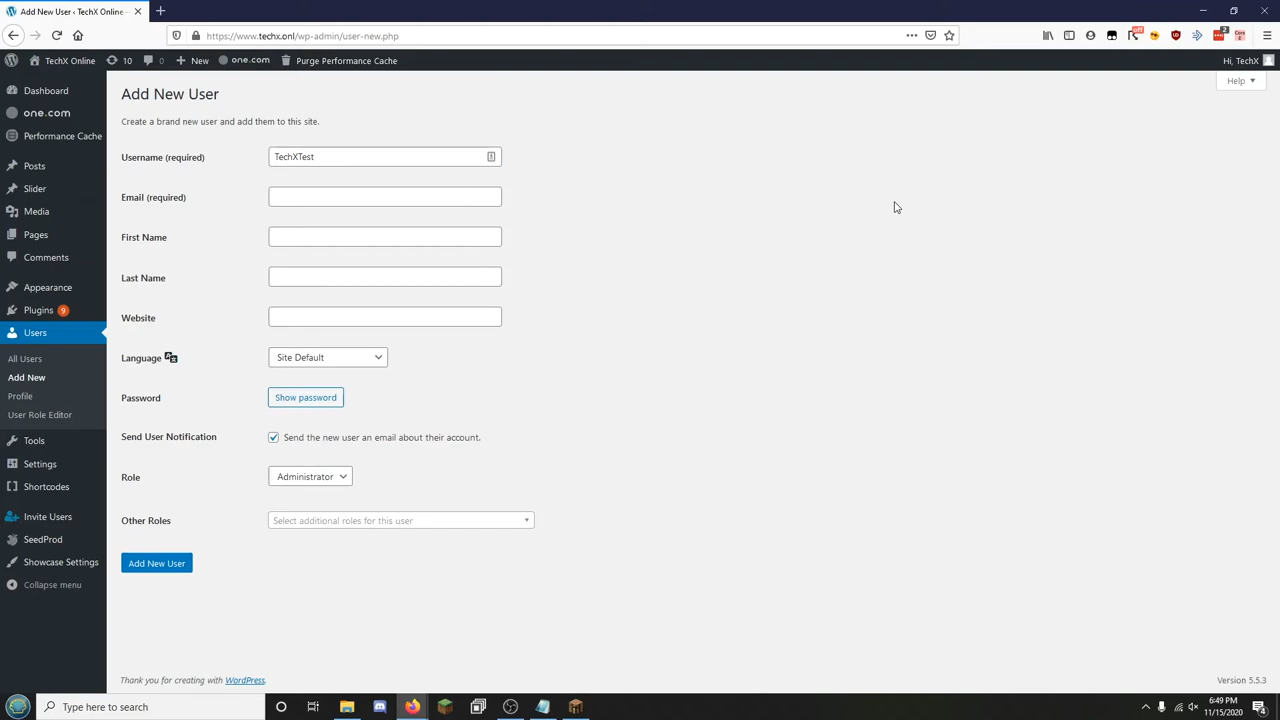 Add New User ‹ TechX Online —
https://www.techx.onl/wp-admin/user-new.php
off
2
TechX Online
10
0
New
one.com
Purge Performance Cache
Hi, TechX
Help
Dashboard
one.com
Performance Cache
Posts
Slider
Media
Pages
Comments
Appearance
Plugins 9
Users
All Users
Add New
Profile
User Role Editor
Tools
Settings
Shortcodes
Invite Users
SeedProd
Showcase Settings
Collapse menu
Add New User
Create a brand new user and add them to this site.
Username (required)
TechXTest
Email (required)
First Name
Last Name
Website
Language
Site Default
Password
Show password
Send User Notification
Send the new user an email about their account.
Role
Administrator
Other Roles
Select additional roles for this user
Add New User
Thank you for creating with WordPress.
Version 5.5.3
Type here to search
6:49 PM
11/15/2020
4